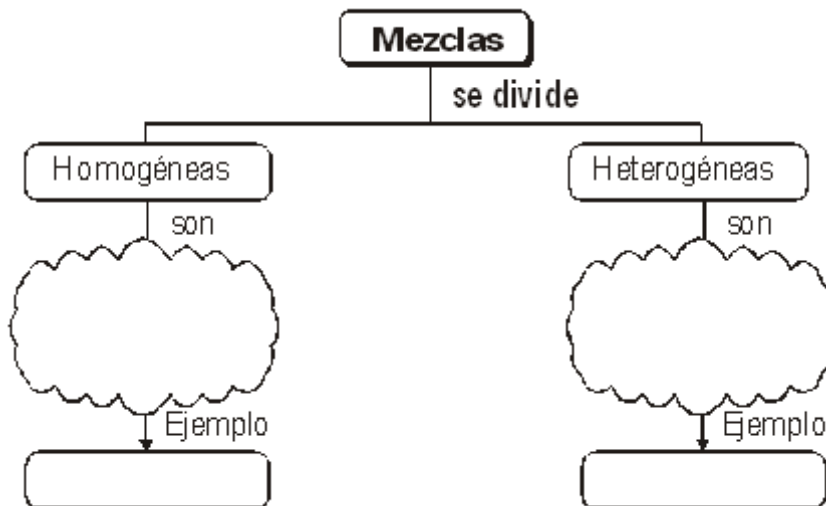 Mezclas
se divide
Homogéneas
Heterogéneas
son
son
Ejemplo
Ejemplo